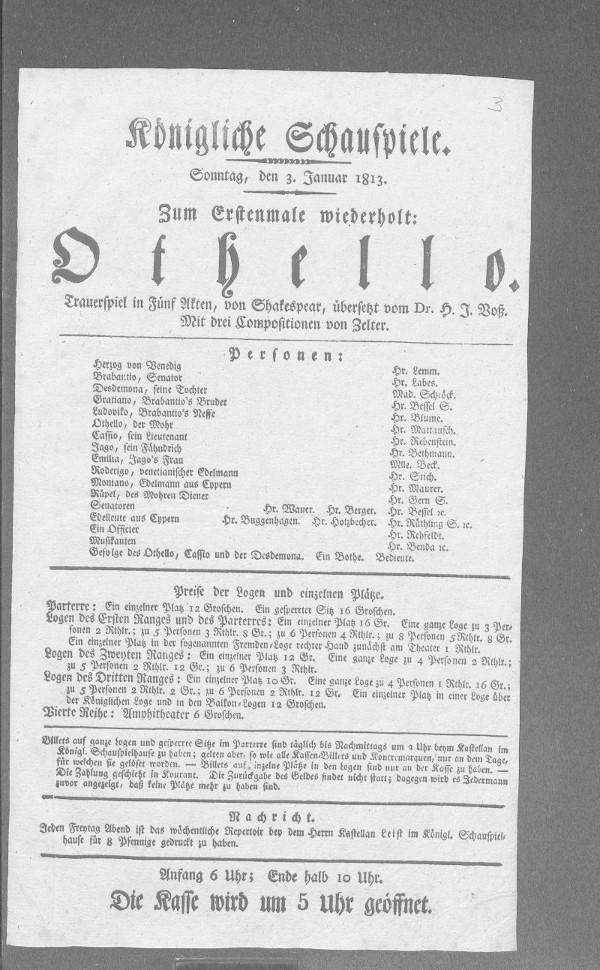 3
Königliche Schauspiele.
Sonntag, den 3. Januar 1813.
Zum Erstenmale wiederholt:
Othello.
Trauerspiel in Fünf Akten, von Shakespear, übersetzt vom Dr. H. J. Voß.
Mit drei Compositionen von Zelter.
Personen:
Herzog von Venedig Hr. Lemm.
Brabantio, Senator Hr. Labes.
Desdemona, seine Tochter Mad. Schröck.
Gratiano, Brabantio's Bruder Hr. Bessel S.
Ludoviko, Brabantio's Neffe Hr. Blume.
Othello, der Mohr Hr. Mattausch.
Cassio, sein Lieutenant Hr. Rebenstein.
Jago, sein Fähndrich Hr. Bethmann.
Emilia, Jago's Frau Mlle. Beck.
Roderigo, venetianischer Edelmann Hr. Stich.
Montano, Edelmann aus Cypern Hr. Maurer.
Rüpel, des Mohren Diener Hr. Gern S.
Senatoren Hr. Wauer. Hr. Berger. Hr. Bessel ꝛc.
Edelleute aus Cypern Hr. Buggenhagen. Hr. Holzbecher. Hr. Rüthling S. ꝛc.
Ein Officier Hr. Rehfeldt.
Musikanten Hr. Benda ꝛc.
Gefolge des Othello, Cassio und der Desdemona. Ein Bothe. Bediente.
Preise der Logen und einzelnen Plätze.
Parterre: Ein einzelner Platz 12 Groschen. Ein gesperrter Sitz 16 Groschen.
Logen des Ersten Ranges und des Parterres: Ein einzelner Platz 16 Gr. Eine ganze Loge zu 3 Per-
sonen 2 Rthlr.; zu 5 Personen 3 Rthlr. 8 Gr.; zu 6 Personen 4 Rthlr.; zu 8 Personen 5 Rthlr. 8 Gr.
Ein einzelner Platz in der sogenannten Fremden-Loge rechter Hand zunächst am Theater 1 Rthlr.
Logen des Zweyten Ranges: Ein einzelner Platz 12 Gr. Eine ganze Loge zu 4 Personen 2 Rthlr.;
zu 5 Personen 2 Rthlr. 12 Gr.; zu 6 Personen 3 Rthlr.
Logen des Dritten Ranges: Ein einzelner Platz 10 Gr. Eine ganze Loge zu 4 Personen 1 Rthlr. 16 Gr.;
zu 5 Personen 2 Rthlr. 2 Gr.; zu 6 Personen 2 Rthlr. 12 Gr. Ein einzelner Platz in einer Loge über
der Königlichen Loge und in den Balkon-Logen 12 Groschen.
Vierte Reihe: Amphitheater 6 Groschen.
Billets auf ganze Logen und gesperrte Sitze im Parterre sind täglich bis Nachmittags um 2 Uhr beym Kastellan im
Königl. Schauspielhause zu haben; gelten aber, so wie alle Kassen-Billets und Kontremarquen, nur an dem Tage,
für welchen sie gelöset worden. — Billets auf einzelne Plätze in den Logen sind nur an der Kasse zu haben. —
Die Zahlung geschieht in Kourant. Die Zurückgabe des Geldes findet nicht statt; dagegen wird es Jedermann
zuvor angezeigt, daß keine Plätze mehr zu haben sind.
Nachricht.
Jeden Freytag Abend ist das wöchentliche Repertoir bey dem Herrn Kastellan Leist im Königl. Schauspiel-
hause für 8 Pfennige gedruckt zu haben.
Anfang 6 Uhr; Ende halb 10 Uhr.
Die Kasse wird um 5 Uhr geöffnet.